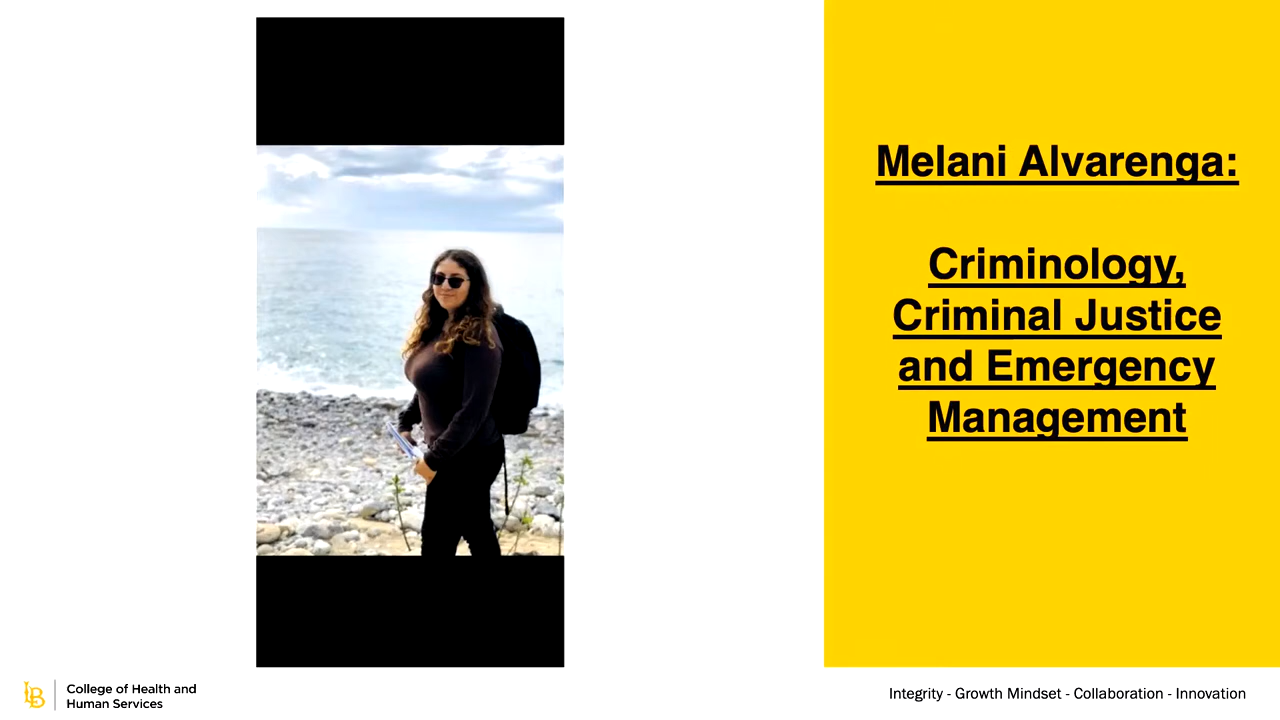 Melani Alvarenga:
Criminology,
Criminal Justice
and Emergency
Management
LB
College of Health and
Human Services
Integrity - Growth Mindset - Collaboration - Innovation